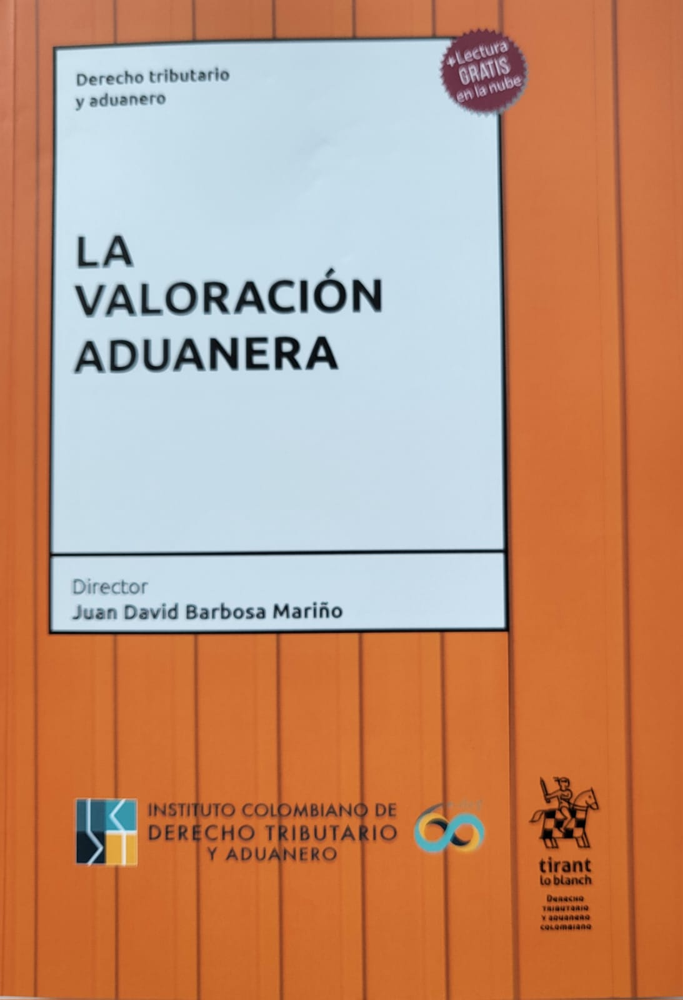 Derecho tributario
y aduanero
+Lectura
GRATIS
en la nube
LA
VALORACIÓN
ADUANERA
Director
Juan David Barbosa Mariño
INSTITUTO COLOMBIANO DE
DERECHO TRIBUTARIO
Y ADUANERO
tirant
lo blanch
DERECHO
TRIBUTARIO
Y ADUANERO
COLOMBIANO